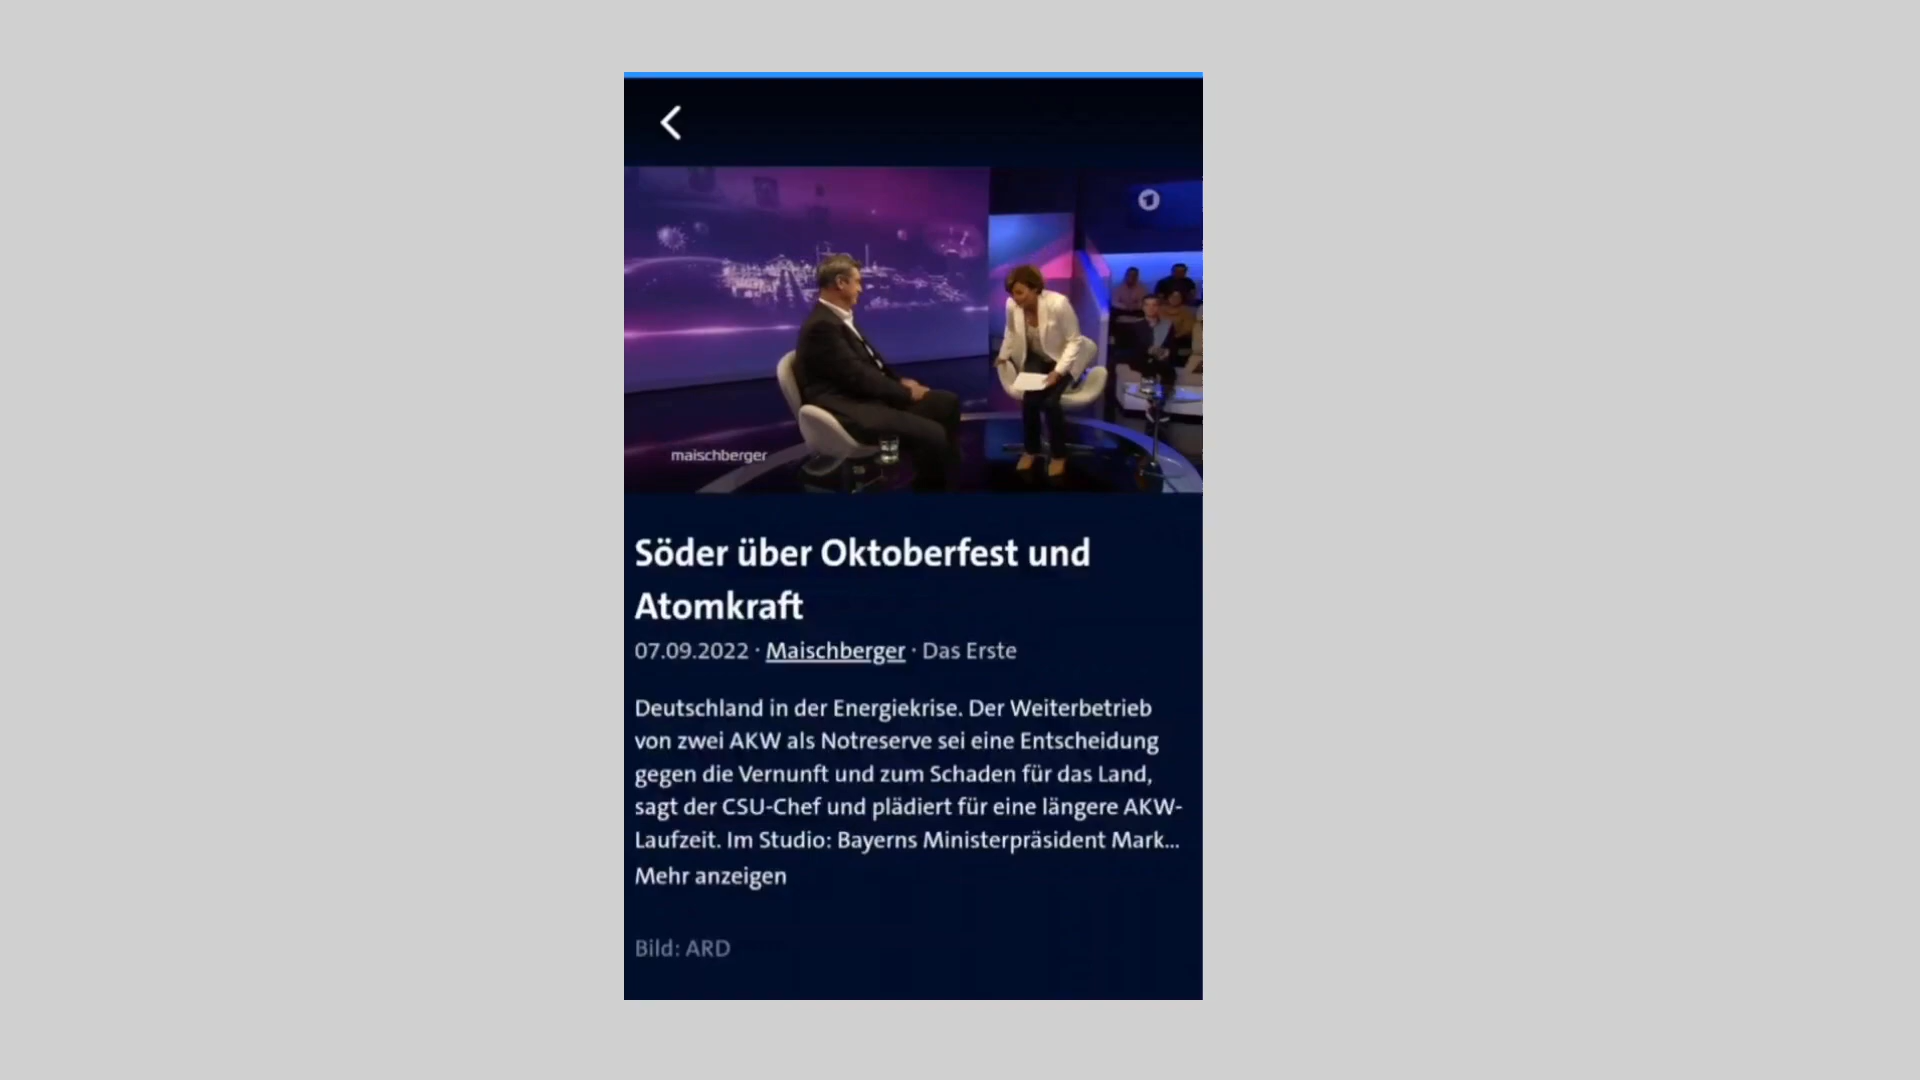 maischberger
Söder über Oktoberfest und
Atomkraft
07.09.2022 · Maischberger · Das Erste
Deutschland in der Energiekrise. Der Weiterbetrieb
von zwei AKW als Notreserve sei eine Entscheidung
gegen die Vernunft und zum Schaden für das Land,
sagt der CSU-Chef und plädiert für eine längere AKW-
Laufzeit. Im Studio: Bayerns Ministerpräsident Mark...
Mehr anzeigen
Bild: ARD